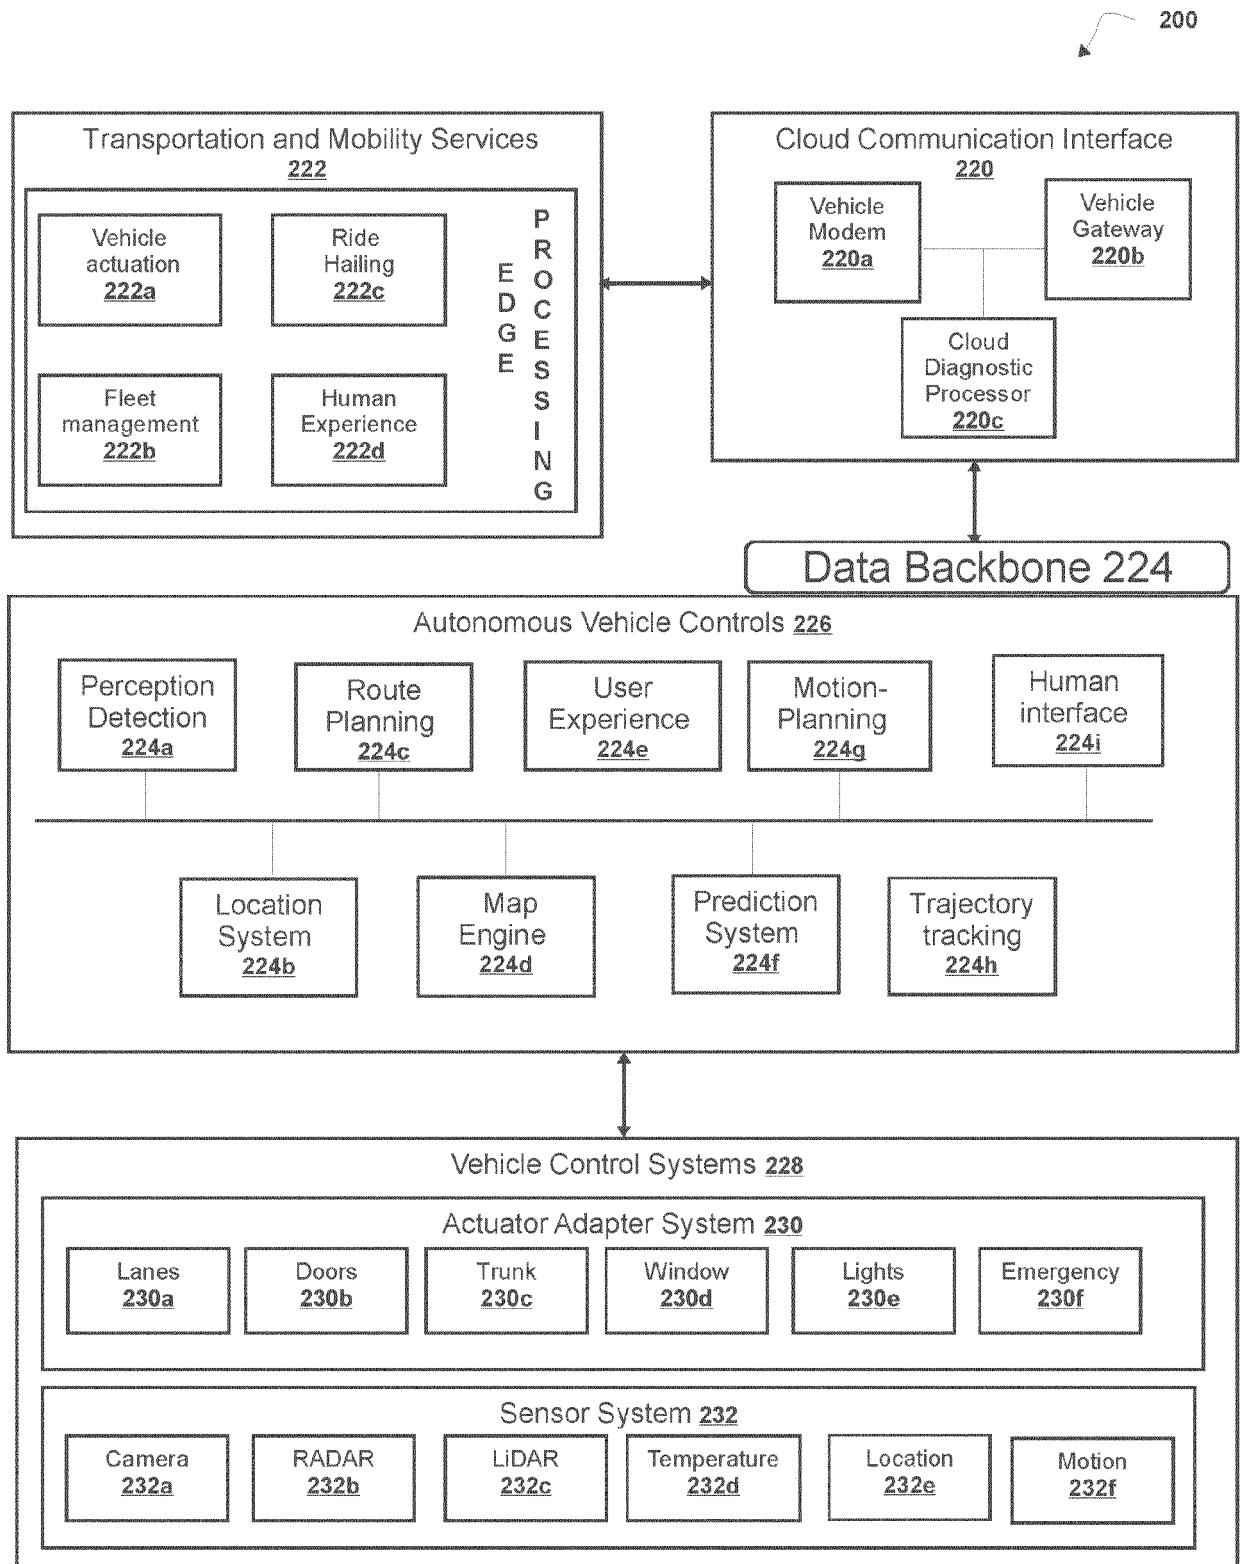 200
Transportation and Mobility Services
222
Vehicle
actuation
222a
Ride
Hailing
222c
Fleet
management
222b
Human
Experience
222d
EDGE
PROCESSING
Cloud Communication Interface
220
Vehicle
Modem
220a
Vehicle
Gateway
220b
Cloud
Diagnostic
Processor
220c
Data Backbone 224
Autonomous Vehicle Controls 226
Perception
Detection
224a
Route
Planning
224c
User
Experience
224e
Motion-
Planning
224g
Human
interface
224i
Location
System
224b
Map
Engine
224d
Prediction
System
224f
Trajectory
tracking
224h
Vehicle Control Systems 228
Actuator Adapter System 230
Lanes
230a
Doors
230b
Trunk
230c
Window
230d
Lights
230e
Emergency
230f
Sensor System 232
Camera
232a
RADAR
232b
LiDAR
232c
Temperature
232d
Location
232e
Motion
232f